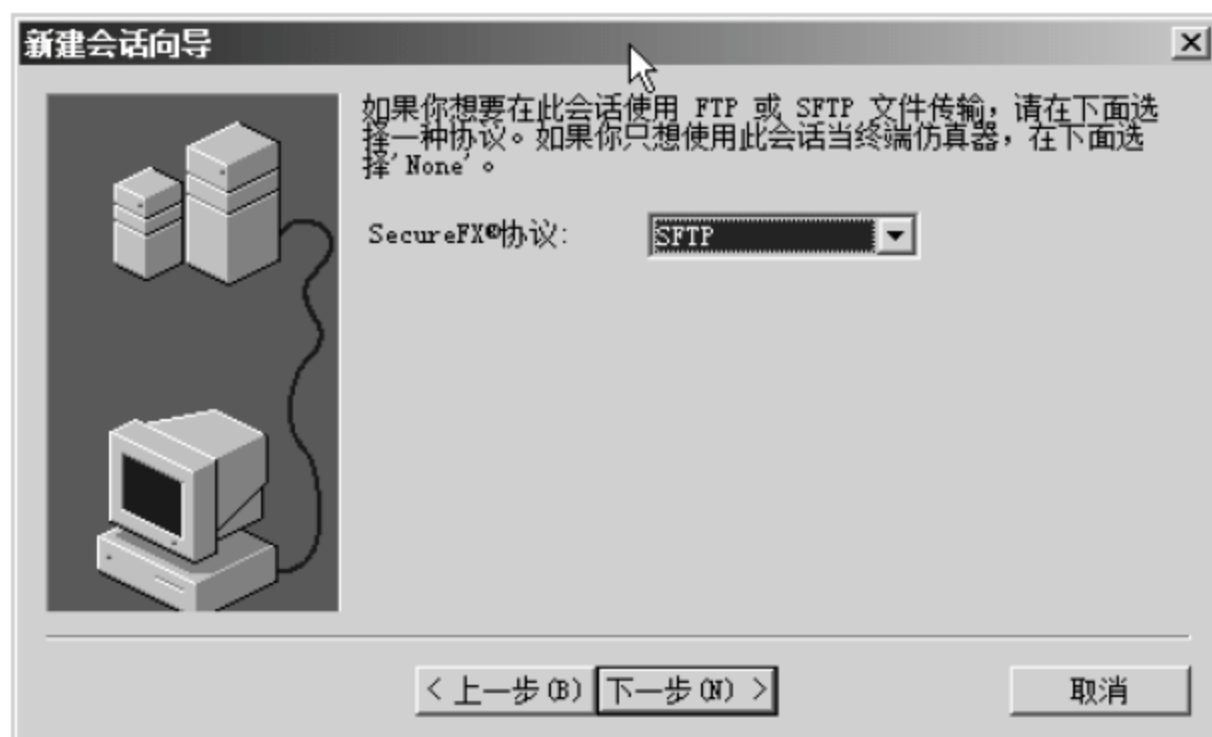 新建会话向导
如果你想要在此会话使用 FTP 或 SFTP 文件传输，请在下面选
择一种协议。如果你只想使用此会话当终端仿真器，在下面选
择'None'。
SecureFX®协议: SFTP
< 上一步(B) 下一步(N) > 取消